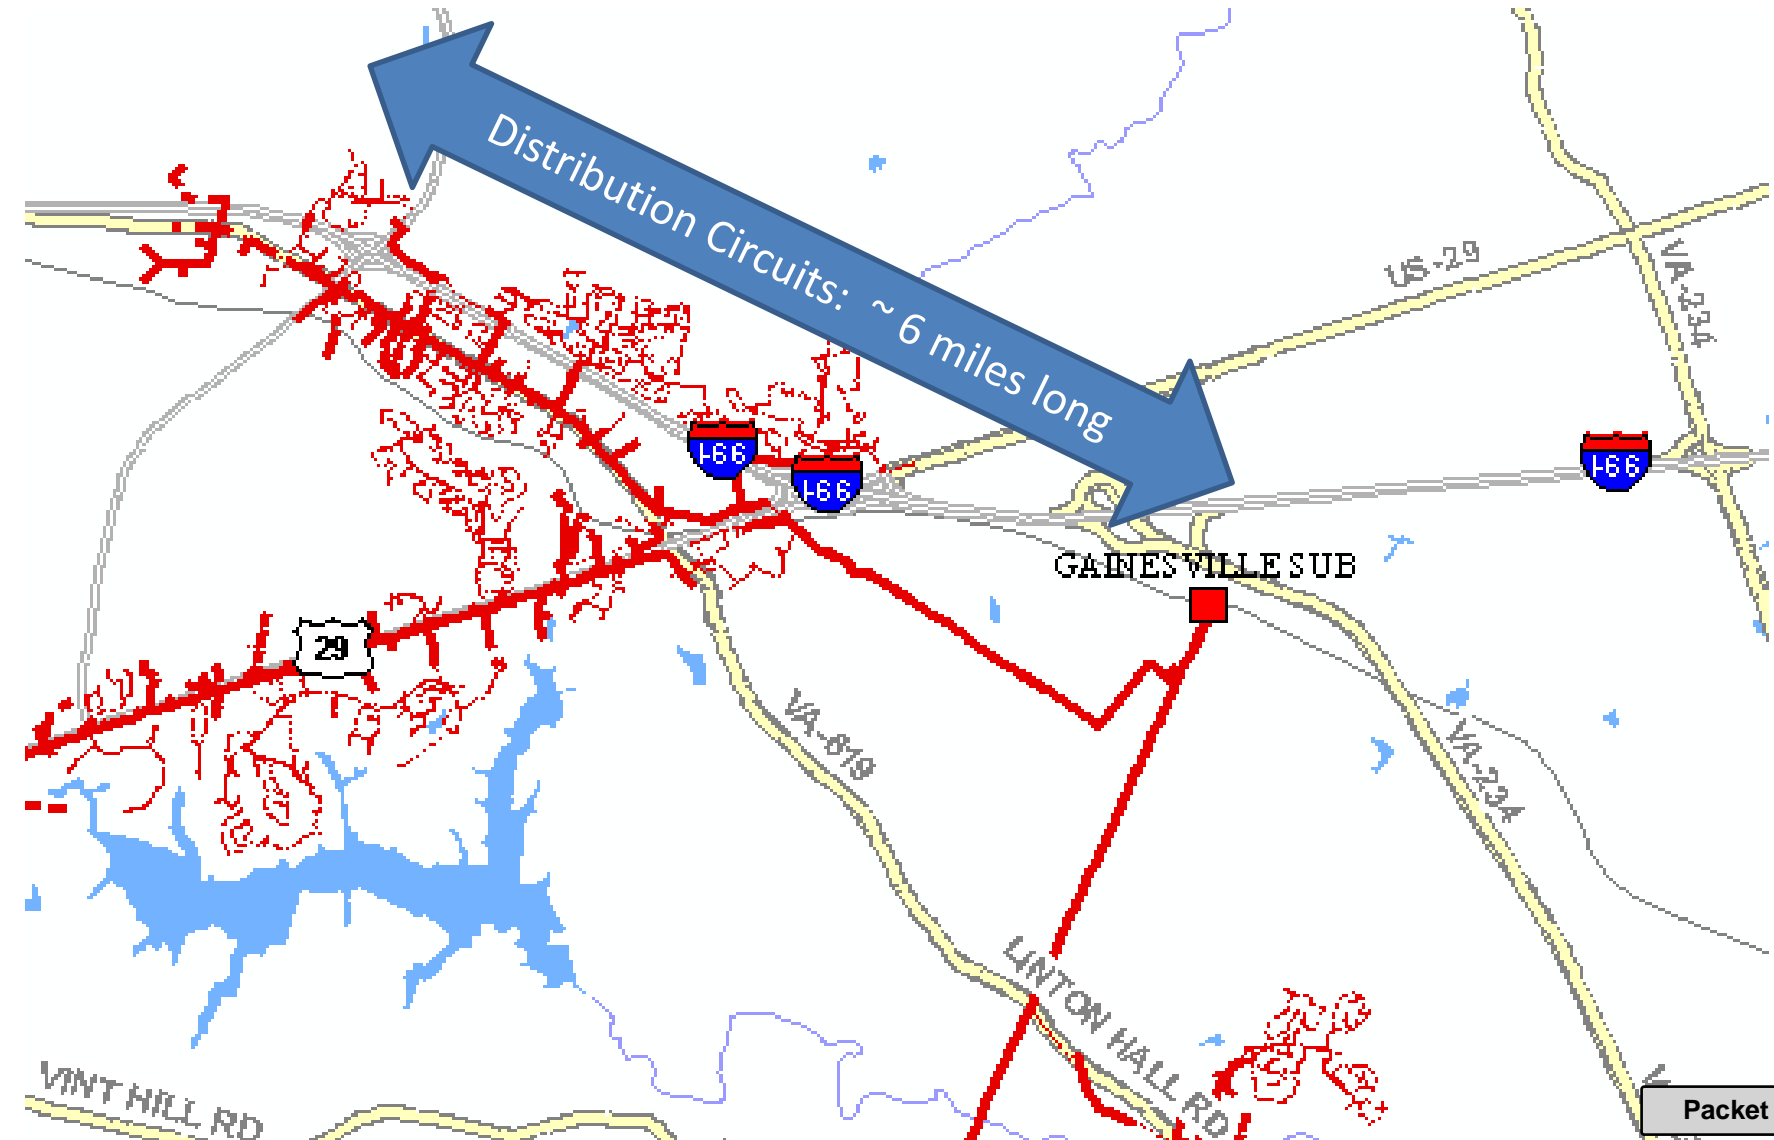 Distribution Circuits: ~ 6 miles long
US-29
VA-234
I-66
I-66
I-66
GAINESVILLE SUB
29
VA-619
VA-234
LINTON HALL RD
VINT HILL RD
Packet